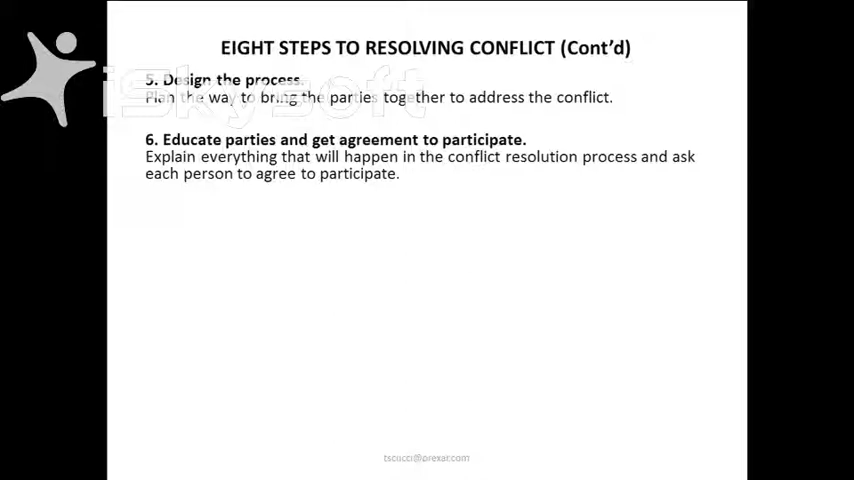 EIGHT STEPS TO RESOLVING CONFLICT (Cont'd)
iSkysoft
5. Design the process.
Plan the way to bring the parties together to address the conflict.
6. Educate parties and get agreement to participate.
Explain everything that will happen in the conflict resolution process and ask
each person to agree to participate.
tscucci@prexar.com